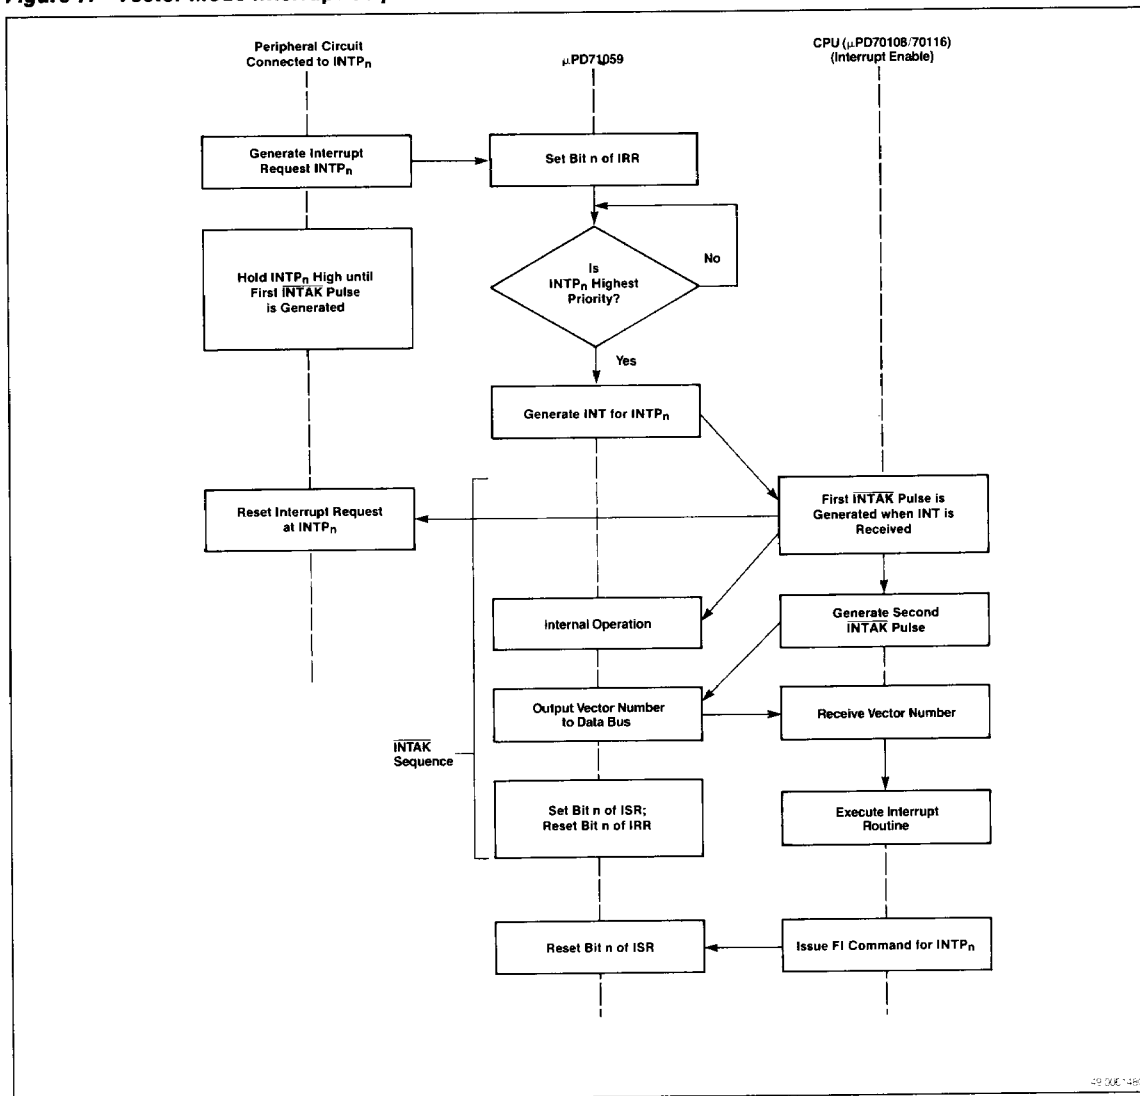 Peripheral Circuit
Connected to INTPn
μPD71059
CPU (μPD70108/70116)
(Interrupt Enable)
Generate Interrupt
Request INTPn
Set Bit n of IRR
Hold INTPn High until
First INTAK Pulse
is Generated
Is
INTPn Highest
Priority?
No
Yes
Generate INT for INTPn
Reset Interrupt Request
at INTPn
First INTAK Pulse is
Generated when INT is
Received
Internal Operation
Generate Second
INTAK Pulse
Output Vector Number
to Data Bus
Receive Vector Number
INTAK
Sequence
Set Bit n of ISR;
Reset Bit n of IRR
Execute Interrupt
Routine
Reset Bit n of ISR
Issue FI Command for INTPn